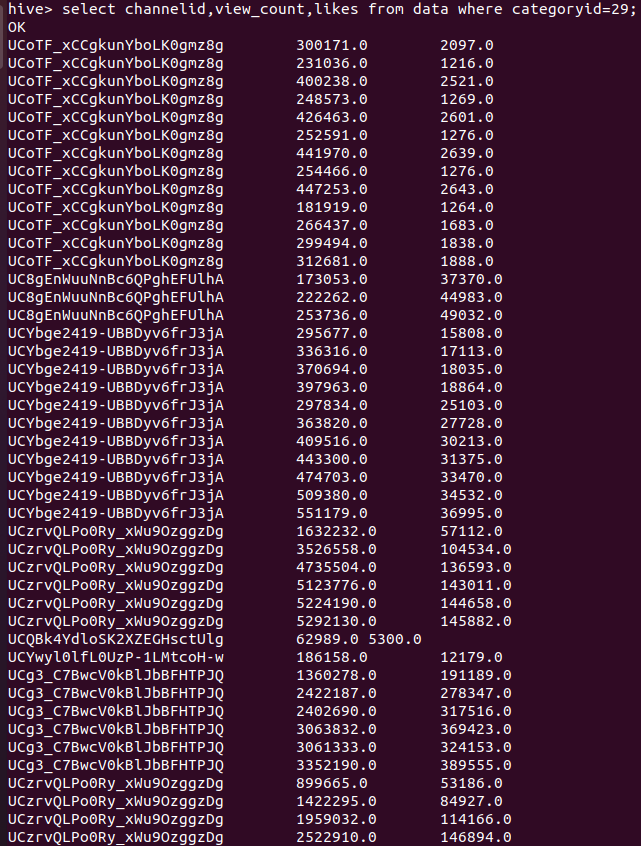 hive> select channelid,view_count,likes from data where categoryid=29;
OK
UCoTF_xCCgkunYboLK0gmz8g 300171.0 2097.0
UCoTF_xCCgkunYboLK0gmz8g 231036.0 1216.0
UCoTF_xCCgkunYboLK0gmz8g 400238.0 2521.0
UCoTF_xCCgkunYboLK0gmz8g 248573.0 1269.0
UCoTF_xCCgkunYboLK0gmz8g 426463.0 2601.0
UCoTF_xCCgkunYboLK0gmz8g 252591.0 1276.0
UCoTF_xCCgkunYboLK0gmz8g 441970.0 2639.0
UCoTF_xCCgkunYboLK0gmz8g 254466.0 1276.0
UCoTF_xCCgkunYboLK0gmz8g 447253.0 2643.0
UCoTF_xCCgkunYboLK0gmz8g 181919.0 1264.0
UCoTF_xCCgkunYboLK0gmz8g 266437.0 1683.0
UCoTF_xCCgkunYboLK0gmz8g 299494.0 1838.0
UCoTF_xCCgkunYboLK0gmz8g 312681.0 1888.0
UC8gEnWuuNnBc6QPghEFUlhA 173053.0 37370.0
UC8gEnWuuNnBc6QPghEFUlhA 222262.0 44983.0
UC8gEnWuuNnBc6QPghEFUlhA 253736.0 49032.0
UCYbge2419-UBBDyv6frJ3jA 295677.0 15808.0
UCYbge2419-UBBDyv6frJ3jA 336316.0 17113.0
UCYbge2419-UBBDyv6frJ3jA 370694.0 18035.0
UCYbge2419-UBBDyv6frJ3jA 397963.0 18864.0
UCYbge2419-UBBDyv6frJ3jA 297834.0 25103.0
UCYbge2419-UBBDyv6frJ3jA 363820.0 27728.0
UCYbge2419-UBBDyv6frJ3jA 409516.0 30213.0
UCYbge2419-UBBDyv6frJ3jA 443300.0 31375.0
UCYbge2419-UBBDyv6frJ3jA 474703.0 33470.0
UCYbge2419-UBBDyv6frJ3jA 509380.0 34532.0
UCYbge2419-UBBDyv6frJ3jA 551179.0 36995.0
UCzrvQLPo0Ry_xWu9OzggzDg 1632232.0 57112.0
UCzrvQLPo0Ry_xWu9OzggzDg 3526558.0 104534.0
UCzrvQLPo0Ry_xWu9OzggzDg 4735504.0 136593.0
UCzrvQLPo0Ry_xWu9OzggzDg 5123776.0 143011.0
UCzrvQLPo0Ry_xWu9OzggzDg 5224190.0 144658.0
UCzrvQLPo0Ry_xWu9OzggzDg 5292130.0 145882.0
UCQBk4YdloSK2XZEGHsctUlg 62989.0 5300.0
UCYwyl0lfL0UzP-1LMtcoH-w 186158.0 12179.0
UCg3_C7BwcV0kBlJbBFHTPJQ 1360278.0 191189.0
UCg3_C7BwcV0kBlJbBFHTPJQ 2422187.0 278347.0
UCg3_C7BwcV0kBlJbBFHTPJQ 2402690.0 317516.0
UCg3_C7BwcV0kBlJbBFHTPJQ 3063832.0 369423.0
UCg3_C7BwcV0kBlJbBFHTPJQ 3061333.0 324153.0
UCg3_C7BwcV0kBlJbBFHTPJQ 3352190.0 389555.0
UCzrvQLPo0Ry_xWu9OzggzDg 899665.0 53186.0
UCzrvQLPo0Ry_xWu9OzggzDg 1422295.0 84927.0
UCzrvQLPo0Ry_xWu9OzggzDg 1959032.0 114166.0
UCzrvQLPo0Ry_xWu9OzggzDg 2522910.0 146894.0